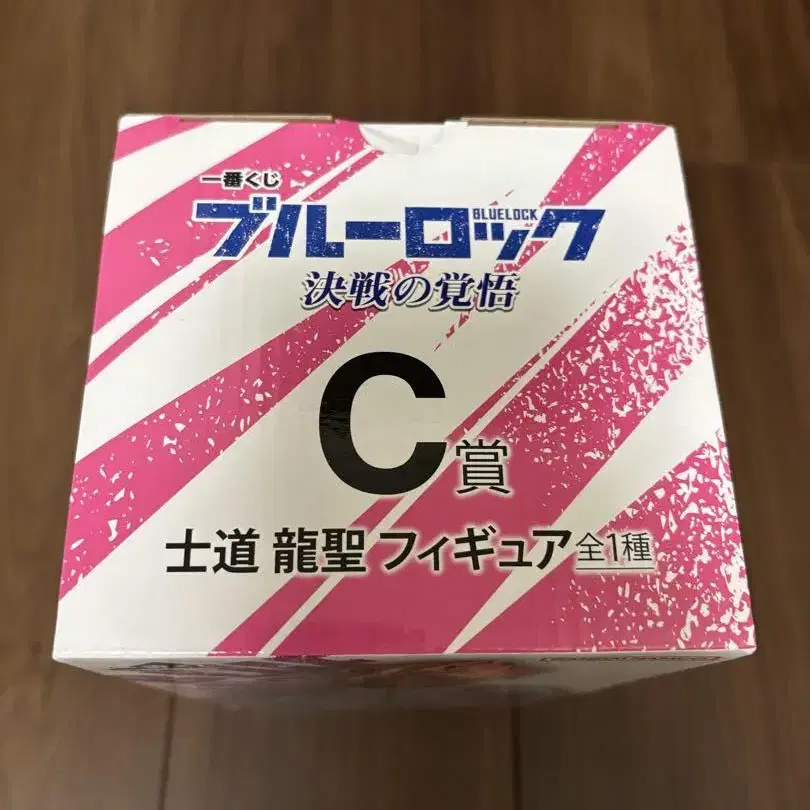 一番くじ
ブルーロック
BLUELOCK
決戦の覚悟
C賞
士道 龍聖 フィギュア 全1種